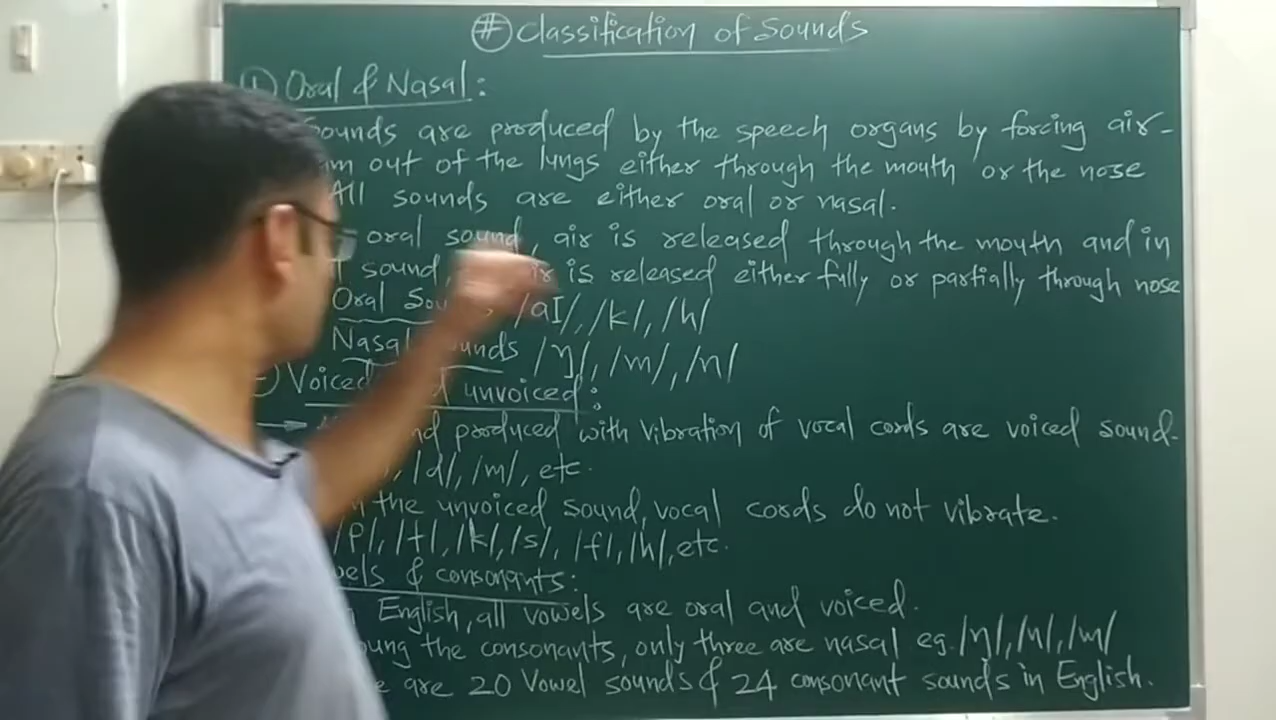 # Classification of Sounds
1) Oral & Nasal:
Sounds are produced by the speech organs by forcing air-
out of the lungs either through the mouth or the nose
All sounds are either oral or nasal.
oral sound, air is released through the mouth and in
sound, is released either fully or partially through nose
Oral /aI/, /k/, /h/
Nasal sounds /ŋ/, /m/, /n/
Voiced unvoiced:
→ produced with vibration of vocal cords are voiced sound-
, /d/, /m/, etc.
the unvoiced sound, vocal cords do not vibrate.
/p/, /t/, /k/, /s/, /f/, /h/, etc.
& consonants:
English, all vowels are oral and voiced.
the consonants, only three are nasal eg. /ŋ/, /n/, /m/
are 20 Vowel sounds & 24 consonant sounds in English.